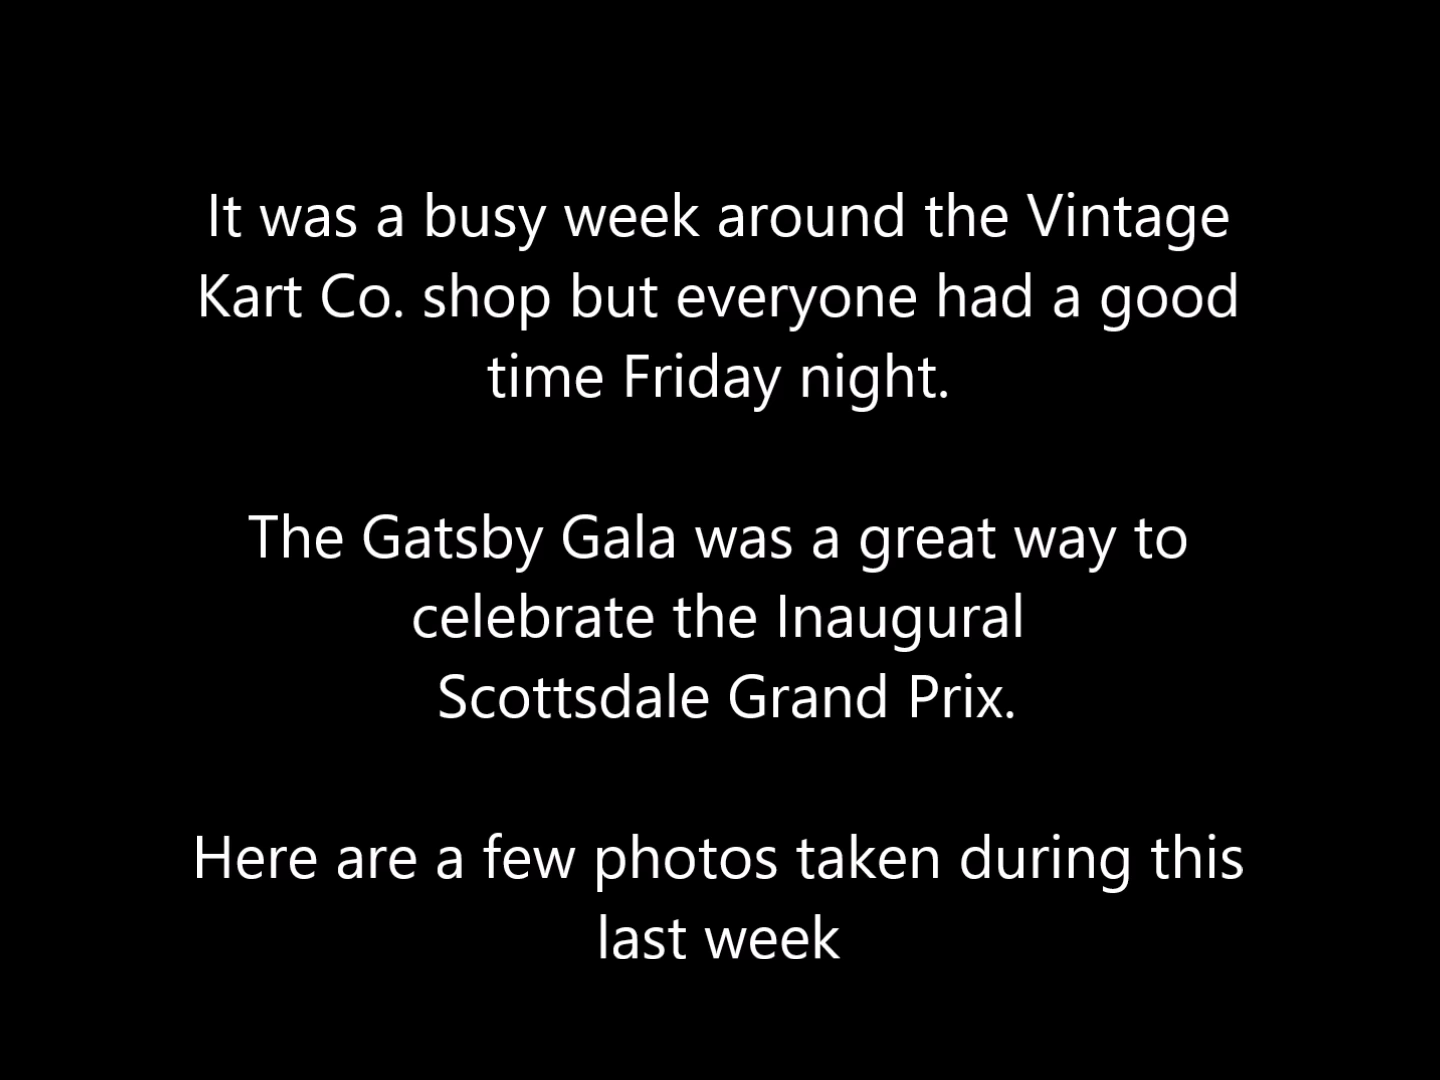 It was a busy week around the Vintage
Kart Co. shop but everyone had a good
time Friday night.
The Gatsby Gala was a great way to
celebrate the Inaugural
Scottsdale Grand Prix.
Here are a few photos taken during this
last week